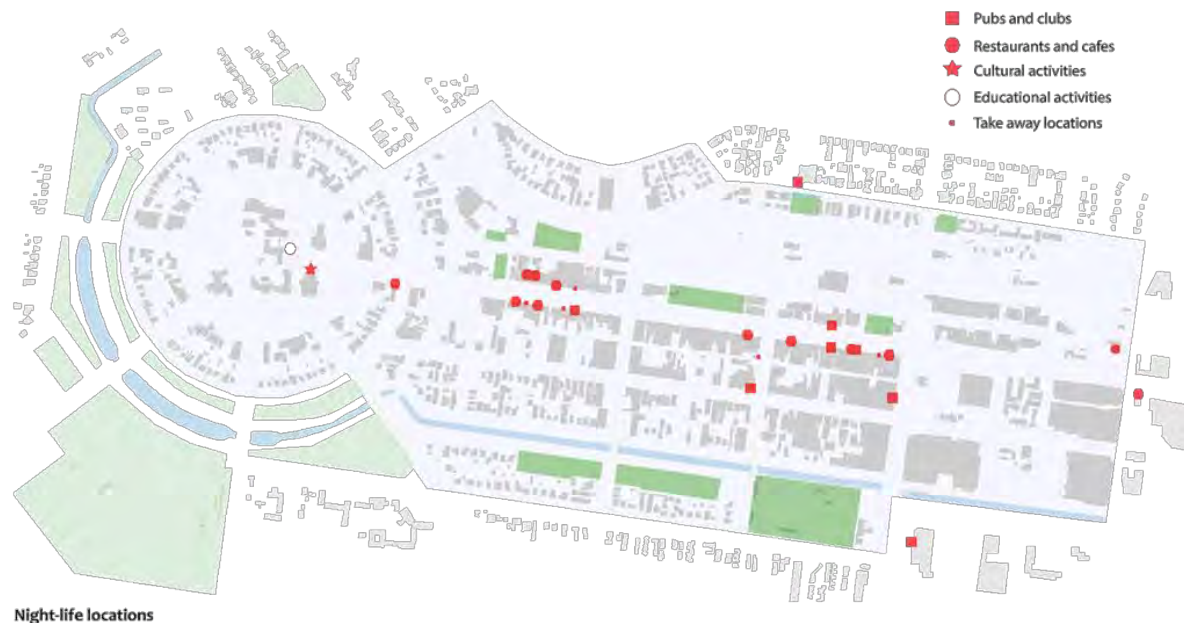 Pubs and clubs
Restaurants and cafes
Cultural activities
Educational activities
Take away locations
Night-life locations